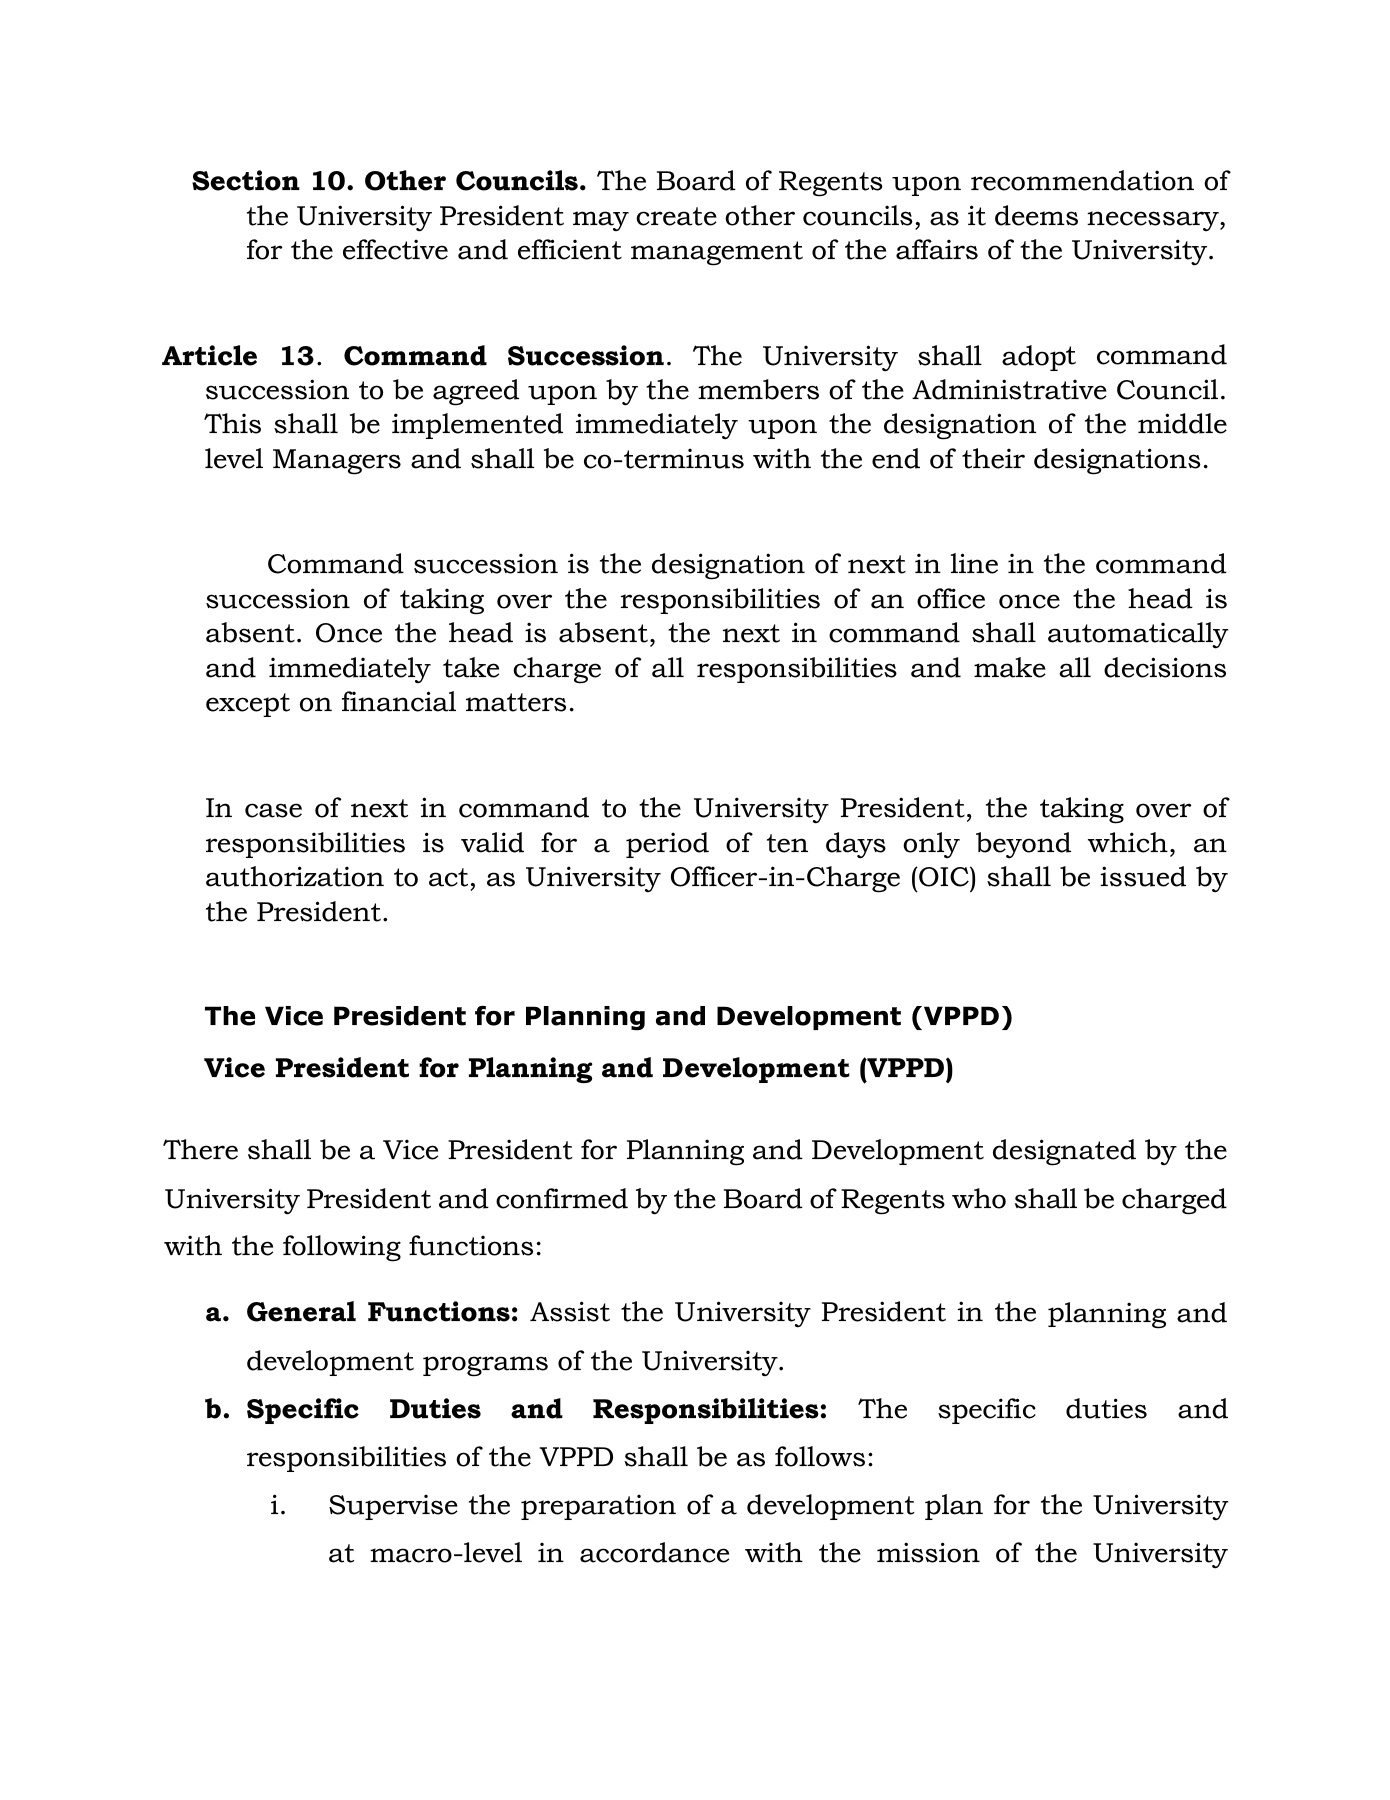 Section 10. Other Councils. The Board of Regents upon recommendation of
the University President may create other councils, as it deems necessary,
for the effective and efficient management of the affairs of the University.
Article 13. Command Succession. The University shall adopt command
succession to be agreed upon by the members of the Administrative Council.
This shall be implemented immediately upon the designation of the middle
level Managers and shall be co-terminus with the end of their designations.
Command succession is the designation of next in line in the command
succession of taking over the responsibilities of an office once the head is
absent. Once the head is absent, the next in command shall automatically
and immediately take charge of all responsibilities and make all decisions
except on financial matters.
In case of next in command to the University President, the taking over of
responsibilities is valid for a period of ten days only beyond which, an
authorization to act, as University Officer-in-Charge (OIC) shall be issued by
the President.
The Vice President for Planning and Development (VPPD)
Vice President for Planning and Development (VPPD)
There shall be a Vice President for Planning and Development designated by the
University President and confirmed by the Board of Regents who shall be charged
with the following functions:
a. General Functions: Assist the University President in the planning and
development programs of the University.
b. Specific Duties and Responsibilities: The specific duties and
responsibilities of the VPPD shall be as follows:
i. Supervise the preparation of a development plan for the University
at macro-level in accordance with the mission of the University